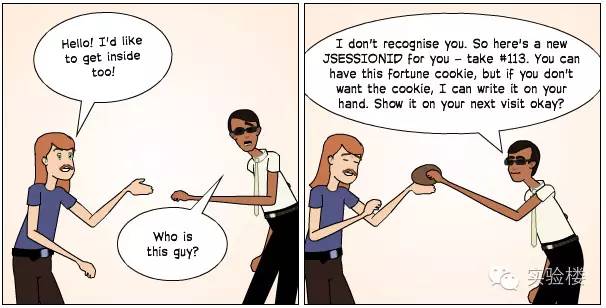 Hello! I'd like
to get inside
too!
Who is
this guy?
I don't recognise you. So here's a new
JSESSIONID for you – take #113. You can
have this fortune cookie, but if you don't
want the cookie, I can write it on your
hand. Show it on your next visit okay?
实验楼